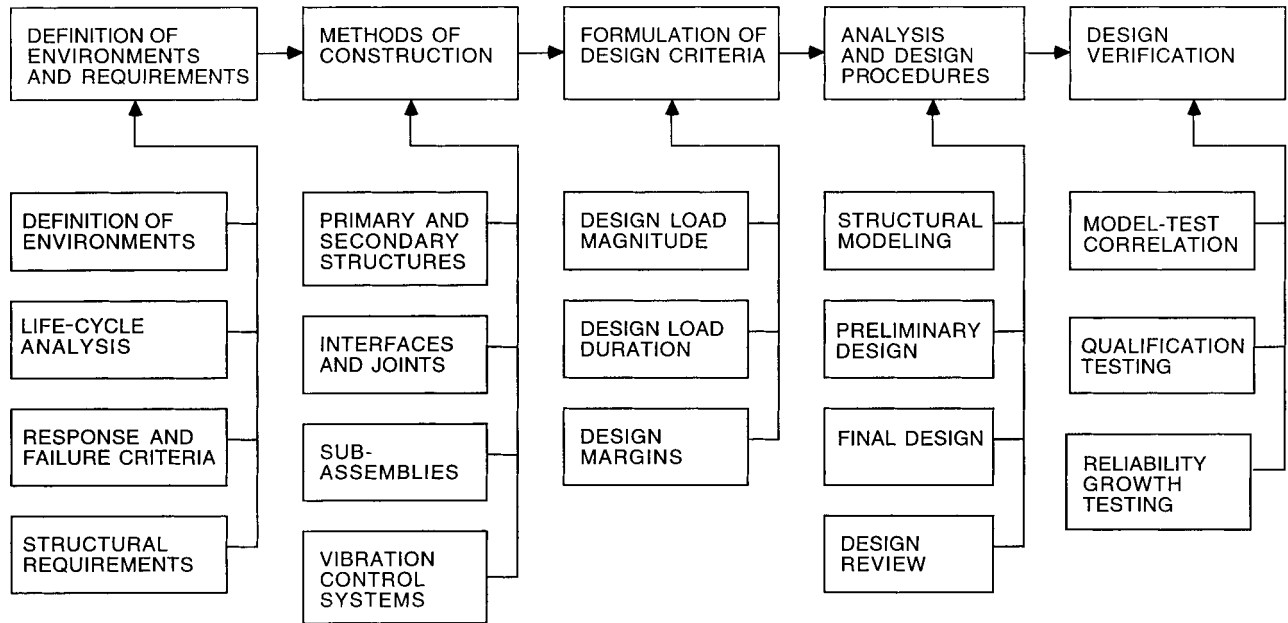 DEFINITION OF
ENVIRONMENTS
AND REQUIREMENTS
METHODS OF
CONSTRUCTION
FORMULATION OF
DESIGN CRITERIA
ANALYSIS
AND DESIGN
PROCEDURES
DESIGN
VERIFICATION
DEFINITION OF
ENVIRONMENTS
LIFE-CYCLE
ANALYSIS
RESPONSE AND
FAILURE CRITERIA
STRUCTURAL
REQUIREMENTS
PRIMARY AND
SECONDARY
STRUCTURES
INTERFACES
AND JOINTS
SUB-
ASSEMBLIES
VIBRATION
CONTROL
SYSTEMS
DESIGN LOAD
MAGNITUDE
DESIGN LOAD
DURATION
DESIGN
MARGINS
STRUCTURAL
MODELING
PRELIMINARY
DESIGN
FINAL DESIGN
DESIGN
REVIEW
MODEL-TEST
CORRELATION
QUALIFICATION
TESTING
RELIABILITY
GROWTH
TESTING